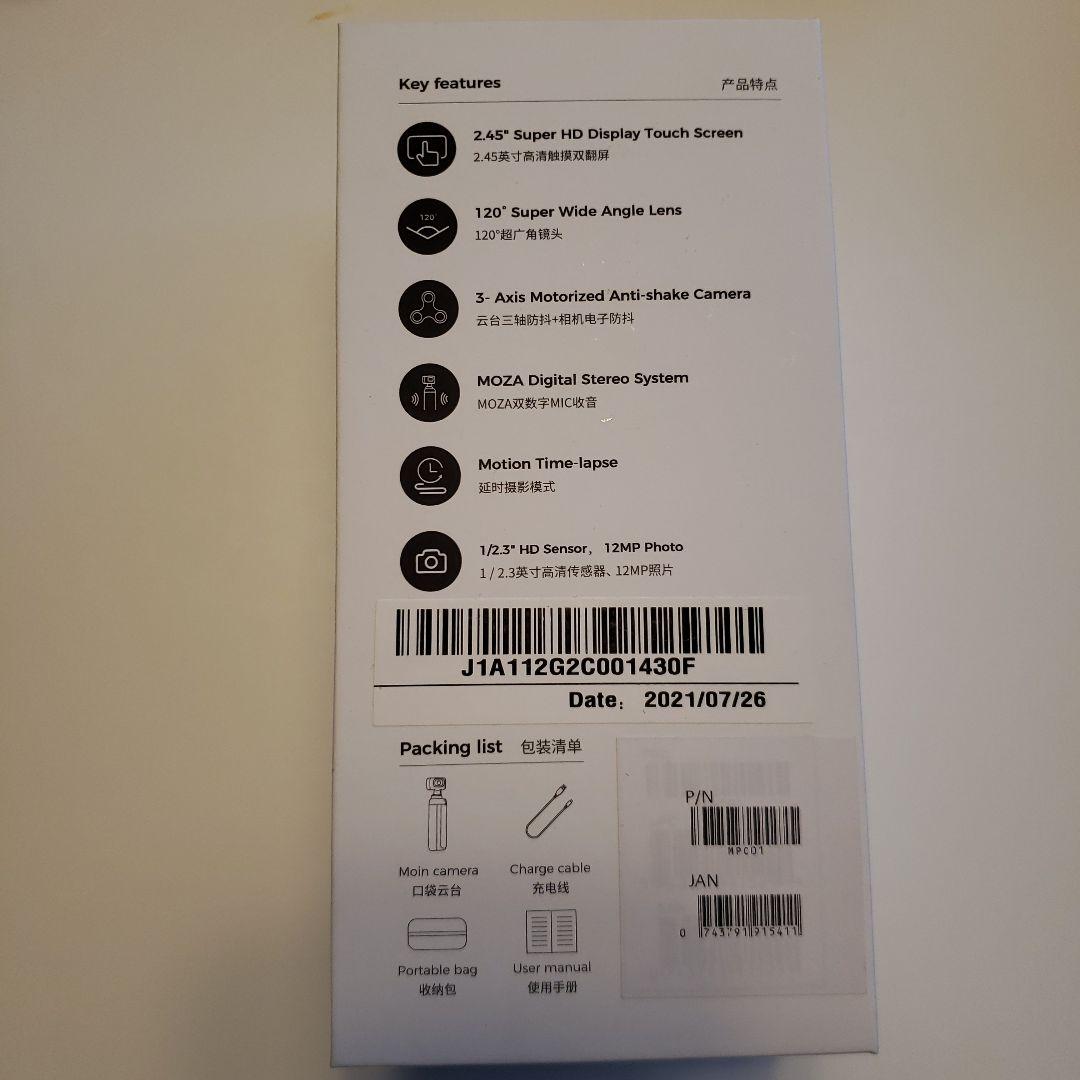 Key features 产品特点
2.45" Super HD Display Touch Screen
2.45英寸高清触摸双翻屏
120°
120° Super Wide Angle Lens
120°超广角镜头
3- Axis Motorized Anti-shake Camera
云台三轴防抖+相机电子防抖
MOZA Digital Stereo System
MOZA双数字MIC收音
Motion Time-lapse
延时摄影模式
1/2.3" HD Sensor, 12MP Photo
1 / 2.3英寸高清传感器、12MP照片
J1A112G2C001430F
Date: 2021/07/26
Packing list 包装清单
Moin camera
口袋云台
Charge cable
充电线
Portable bag
收纳包
User manual
使用手册
P/N
MPC01
JAN
0 743791 915411